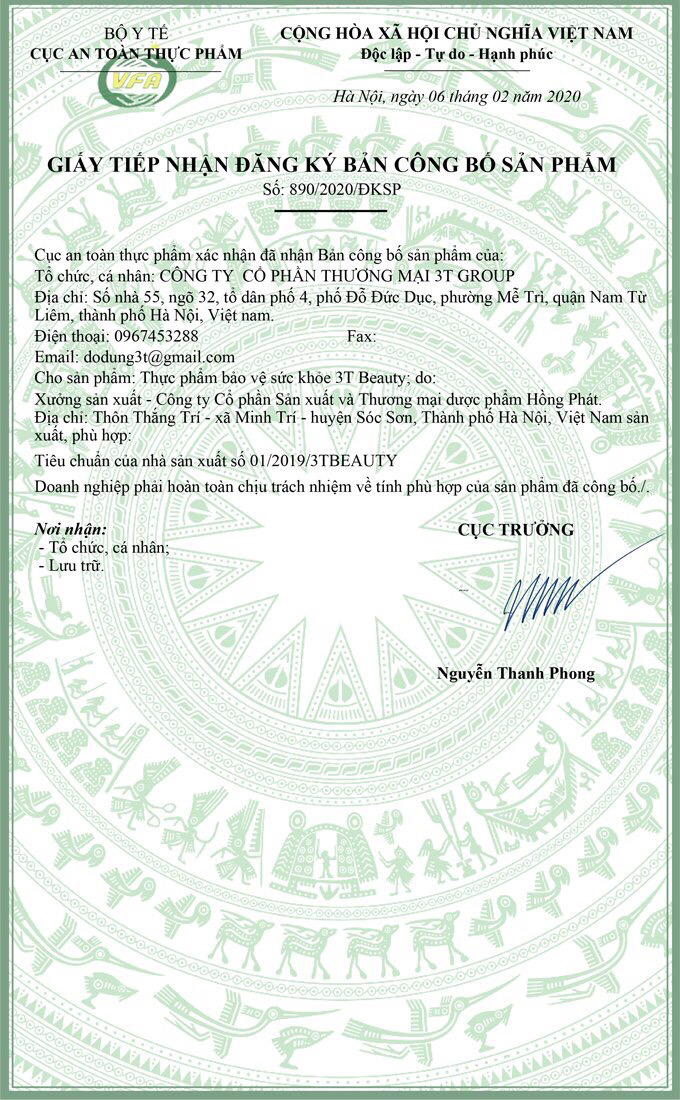 BỘ Y TẾ
CỤC AN TOÀN THỰC PHẨM
VFA
CỘNG HÒA XÃ HỘI CHỦ NGHĨA VIỆT NAM
Độc lập - Tự do - Hạnh phúc
Hà Nội, ngày 06 tháng 02 năm 2020
GIẤY TIẾP NHẬN ĐĂNG KÝ BẢN CÔNG BỐ SẢN PHẨM
Số: 890/2020/ĐKSP
Cục an toàn thực phẩm xác nhận đã nhận Bản công bố sản phẩm của:
Tổ chức, cá nhân: CÔNG TY CỔ PHẦN THƯƠNG MẠI 3T GROUP
Địa chỉ: Số nhà 55, ngõ 32, tổ dân phố 4, phố Đỗ Đức Dục, phường Mễ Trì, quận Nam Từ
Liêm, thành phố Hà Nội, Việt nam.
Điện thoại: 0967453288 Fax:
Email: dodung3t@gmail.com
Cho sản phẩm: Thực phẩm bảo vệ sức khỏe 3T Beauty; do:
Xưởng sản xuất - Công ty Cổ phần Sản xuất và Thương mại dược phẩm Hồng Phát.
Địa chỉ: Thôn Thắng Trí - xã Minh Trí - huyện Sóc Sơn, Thành phố Hà Nội, Việt Nam sản
xuất, phù hợp:
Tiêu chuẩn của nhà sản xuất số 01/2019/3TBEAUTY
Doanh nghiệp phải hoàn toàn chịu trách nhiệm về tính phù hợp của sản phẩm đã công bố./.
Nơi nhận:
- Tổ chức, cá nhân;
- Lưu trữ.
CỤC TRƯỞNG
Nguyễn Thanh Phong